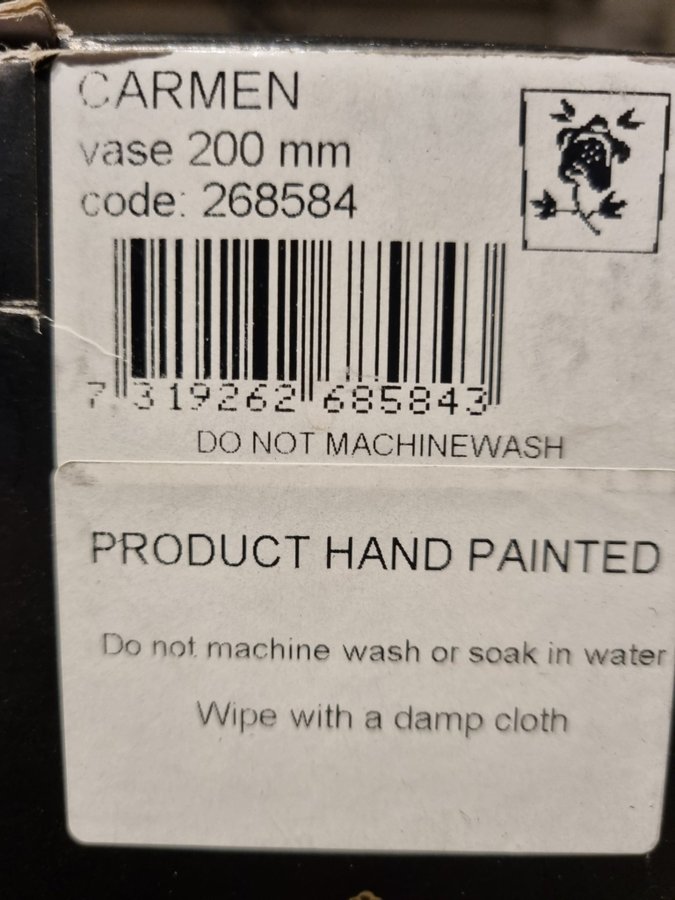 CARMEN
vase 200 mm
code: 268584
7 319262 685843
DO NOT MACHINEWASH
PRODUCT HAND PAINTED
Do not machine wash or soak in water
Wipe with a damp cloth